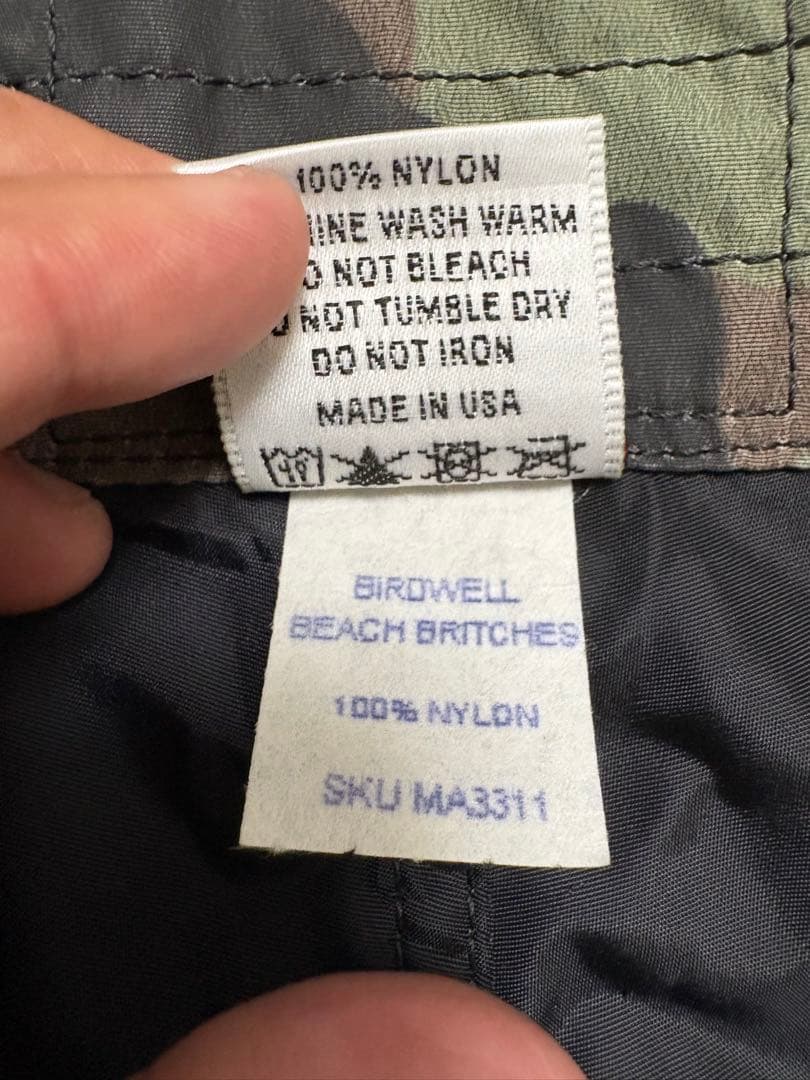 100% NYLON
WASH WARM
NOT BLEACH
NOT TUMBLE DRY
DO NOT IRON
MADE IN USA
BIRDWELL
BEACH BRITCHES
100% NYLON
SKU MA3311